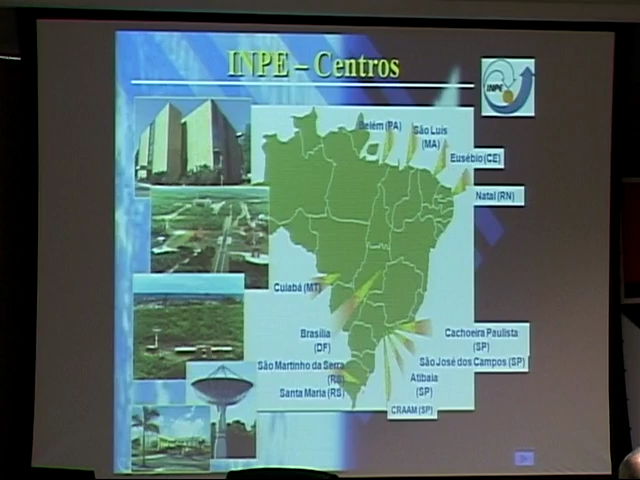 INPE – Centros
INPE
Belém (PA)
São Luís
(MA)
Eusébio (CE)
Natal (RN)
Cuiabá (MT)
Brasília
(DF)
Cachoeira Paulista
(SP)
São José dos Campos (SP)
São Martinho da Serra
(RS)
Santa Maria (RS)
Atibaia
(SP)
CRAAM (SP)